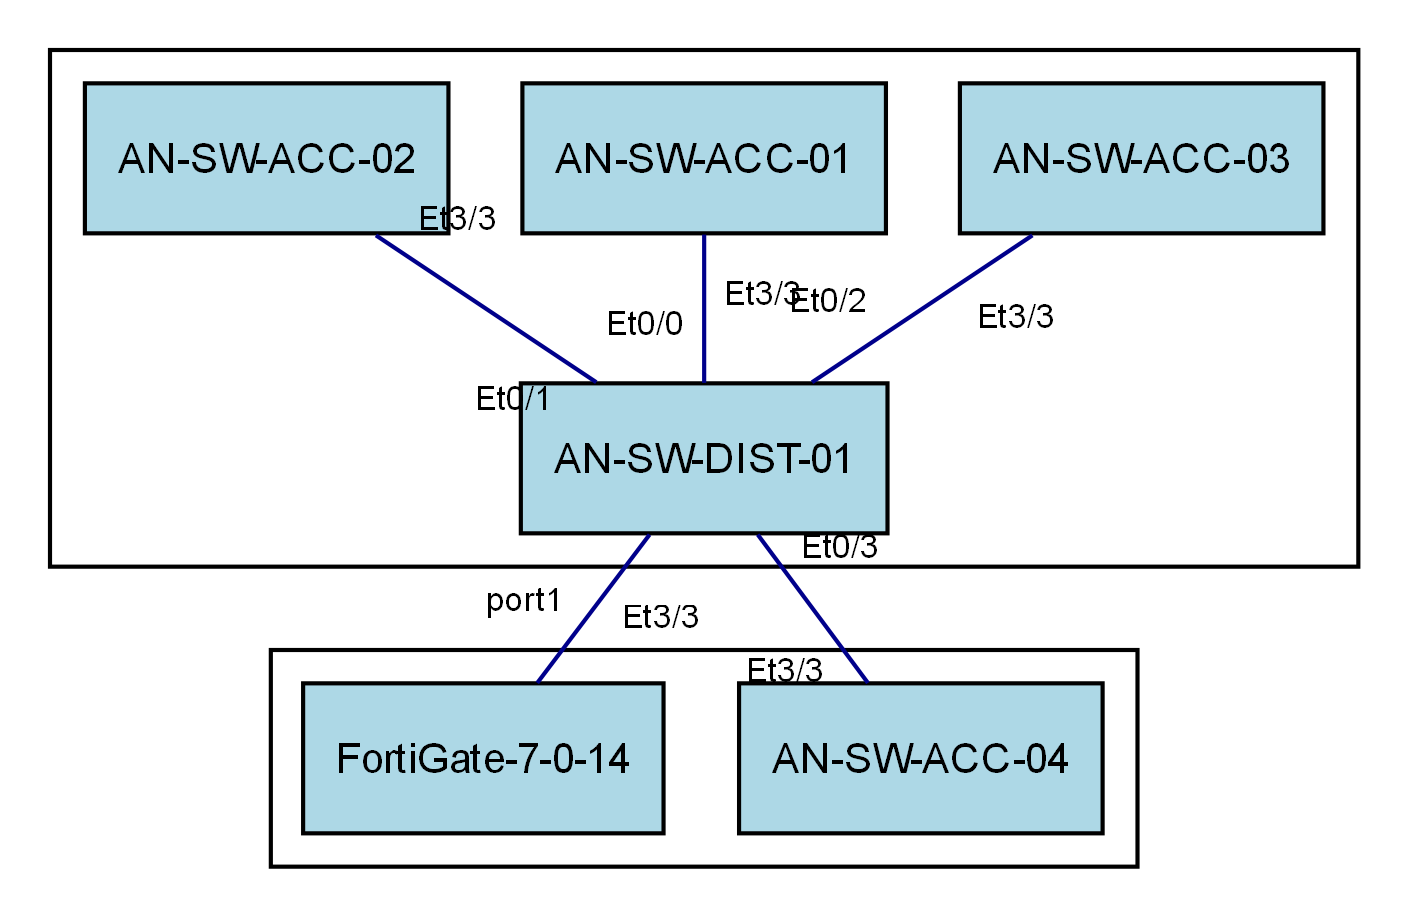 AN-SW-ACC-02
AN-SW-ACC-01
AN-SW-ACC-03
Et3/3
Et3/3
Et0/2
Et3/3
Et0/0
Et0/1
AN-SW-DIST-01
Et0/3
port1
Et3/3
Et3/3
FortiGate-7-0-14
AN-SW-ACC-04